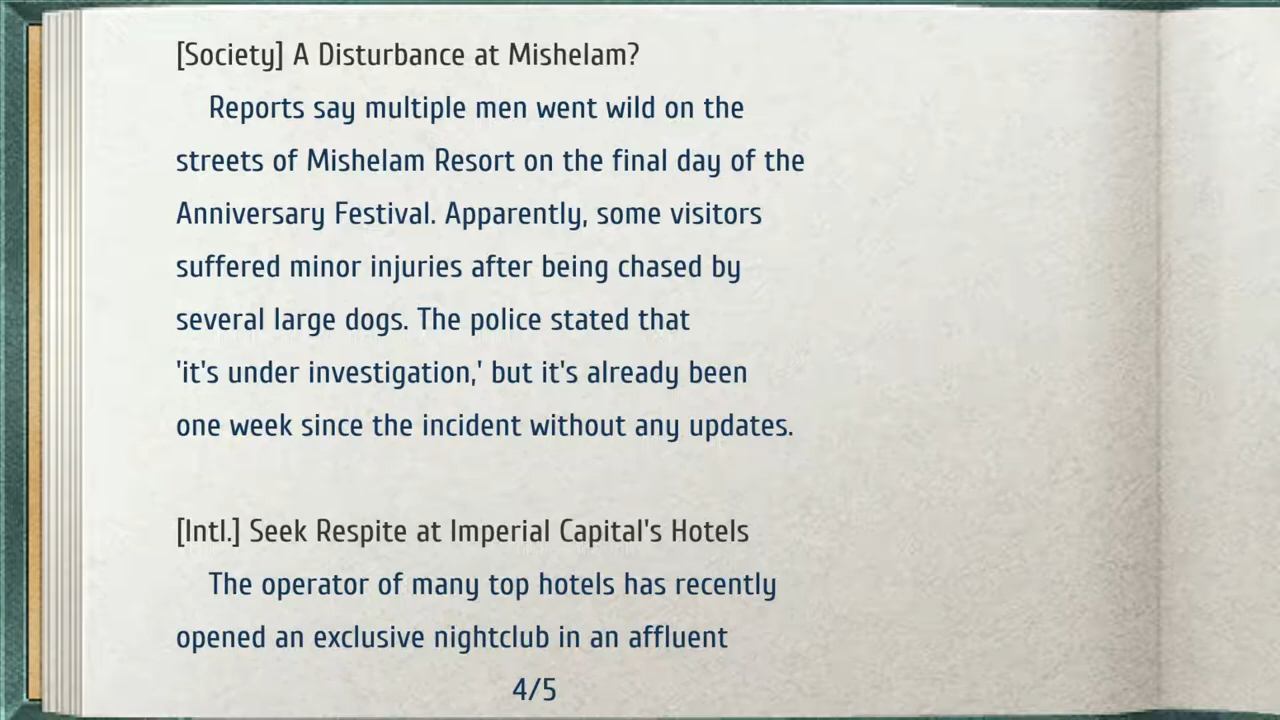 [Society] A Disturbance at Mishelam?
Reports say multiple men went wild on the
streets of Mishelam Resort on the final day of the
Anniversary Festival. Apparently, some visitors
suffered minor injuries after being chased by
several large dogs. The police stated that
'it's under investigation,' but it's already been
one week since the incident without any updates.
[Intl.] Seek Respite at Imperial Capital's Hotels
The operator of many top hotels has recently
opened an exclusive nightclub in an affluent
4/5